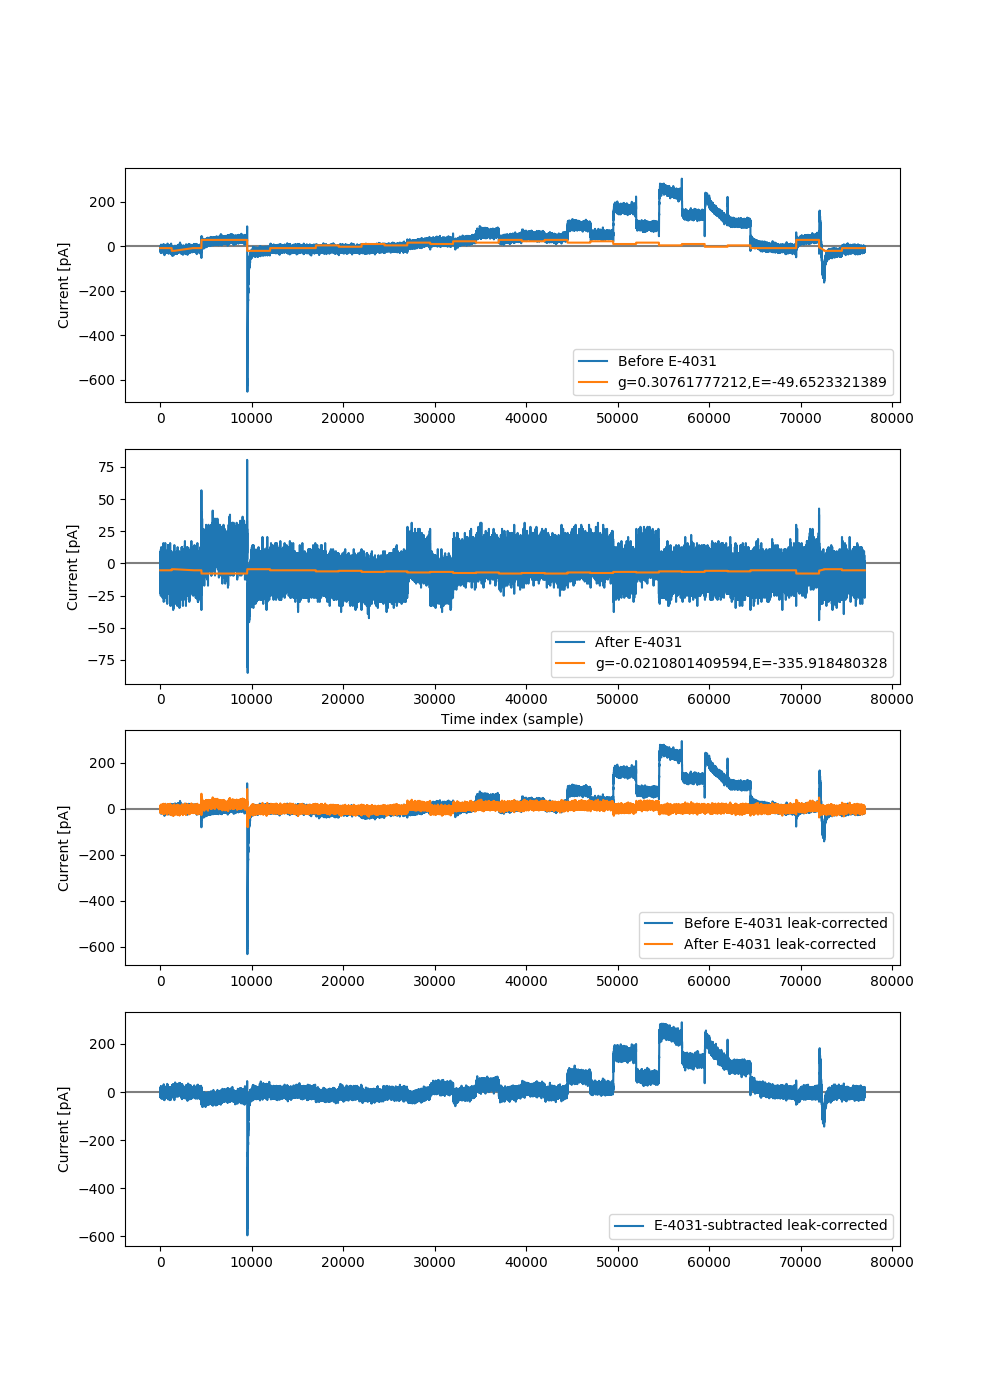 200
0
−200
−400
−600
Current [pA]
Before E-4031
g=0.30761777212,E=-49.6523321389
0 10000 20000 30000 40000 50000 60000 70000 80000
75
50
25
0
−25
−50
−75
Current [pA]
After E-4031
g=-0.0210801409594,E=-335.918480328
0 10000 20000 30000 40000 50000 60000 70000 80000
Time index (sample)
200
0
−200
−400
−600
Current [pA]
Before E-4031 leak-corrected
After E-4031 leak-corrected
0 10000 20000 30000 40000 50000 60000 70000 80000
200
0
−200
−400
−600
Current [pA]
E-4031-subtracted leak-corrected
0 10000 20000 30000 40000 50000 60000 70000 80000